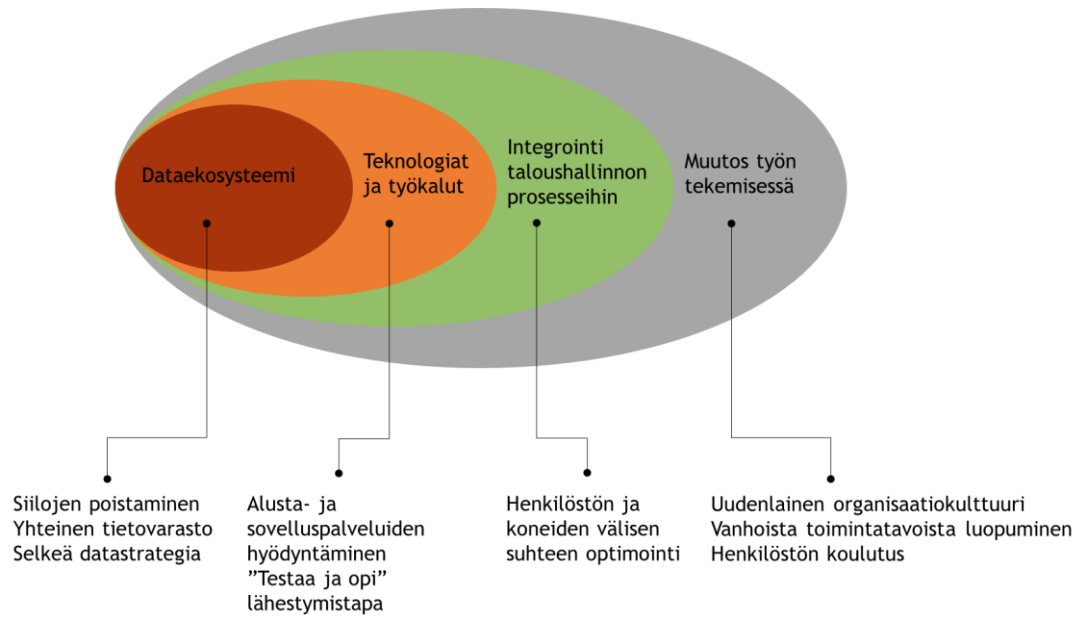 Dataekosysteemi
Teknologiat
ja työkalut
Integrointi
taloushallinnon
prosesseihin
Muutos työn
tekemisessä
Siilojen poistaminen
Yhteinen tietovarasto
Selkeä datastrategia
Alusta- ja
sovelluspalveluiden
hyödyntäminen
”Testaa ja opi”
lähestymistapa
Henkilöstön ja
koneiden välisen
suhteen optimointi
Uudenlainen organisaatiokulttuuri
Vanhoista toimintatavoista luopuminen
Henkilöstön koulutus